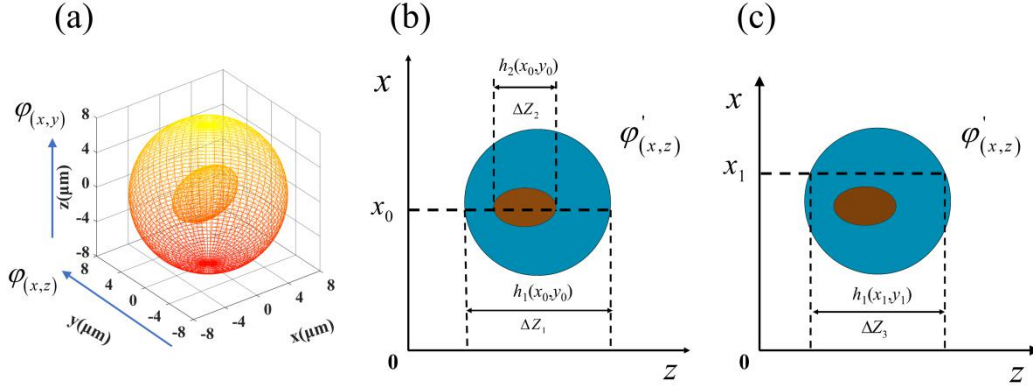 (a)
φ(x,y)
φ(x,z)
z(μm)
8
4
0
-4
-8
8
4
0
-4
-8
y(μm)
-8
-4
0
4
8
x(μm)
(b)
x
h₂(x₀,y₀)
ΔZ₂
φ'(x,z)
x₀
h₁(x₀,y₀)
ΔZ₁
0
z
(c)
x
φ'(x,z)
x₁
h₁(x₁,y₁)
ΔZ₃
0
z